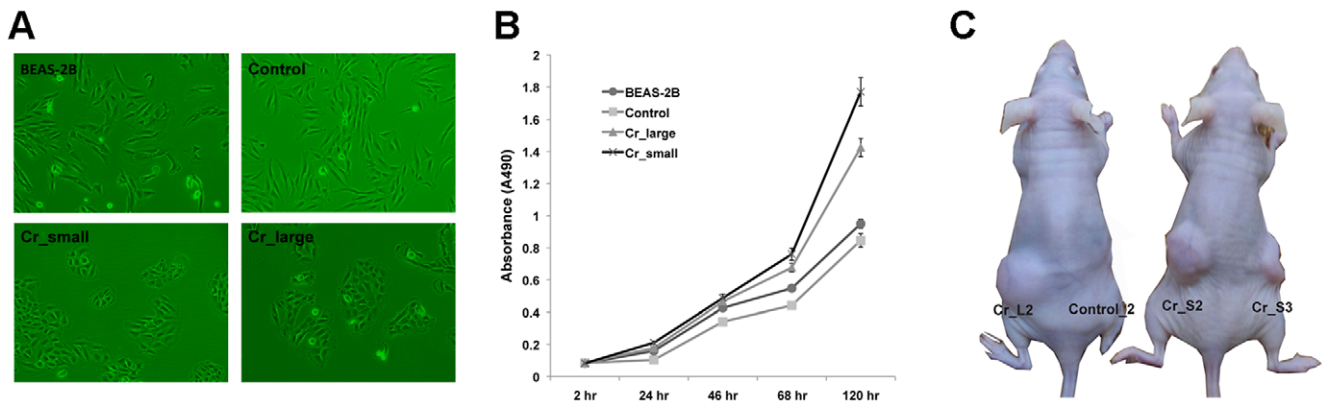 A
BEAS-2B
Control
Cr_small
Cr_large
B
Absorbance (A490)
2
1.8
1.6
1.4
1.2
1
0.8
0.6
0.4
0.2
0
BEAS-2B
Control
Cr_large
Cr_small
2 hr
24 hr
46 hr
68 hr
120 hr
C
Cr_L2
Control_l2
Cr_S2
Cr_S3